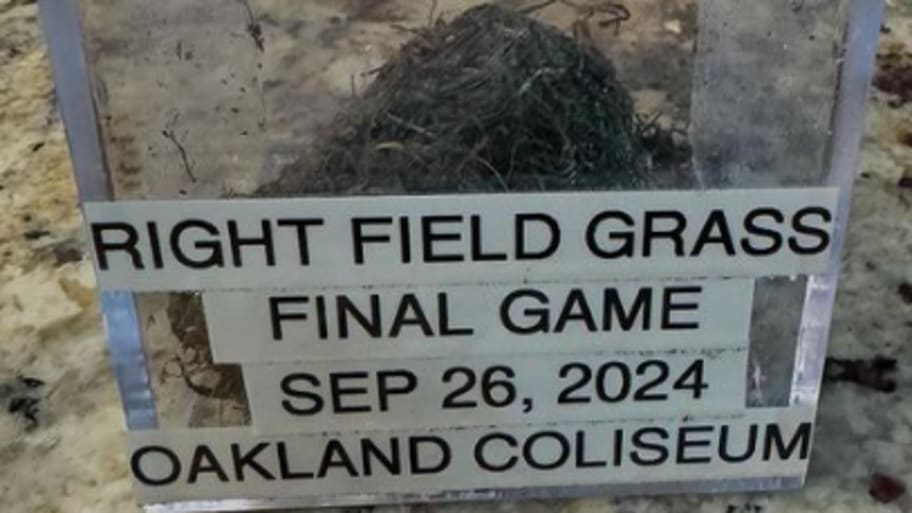 RIGHT FIELD GRASS
FINAL GAME
SEP 26, 2024
OAKLAND COLISEUM